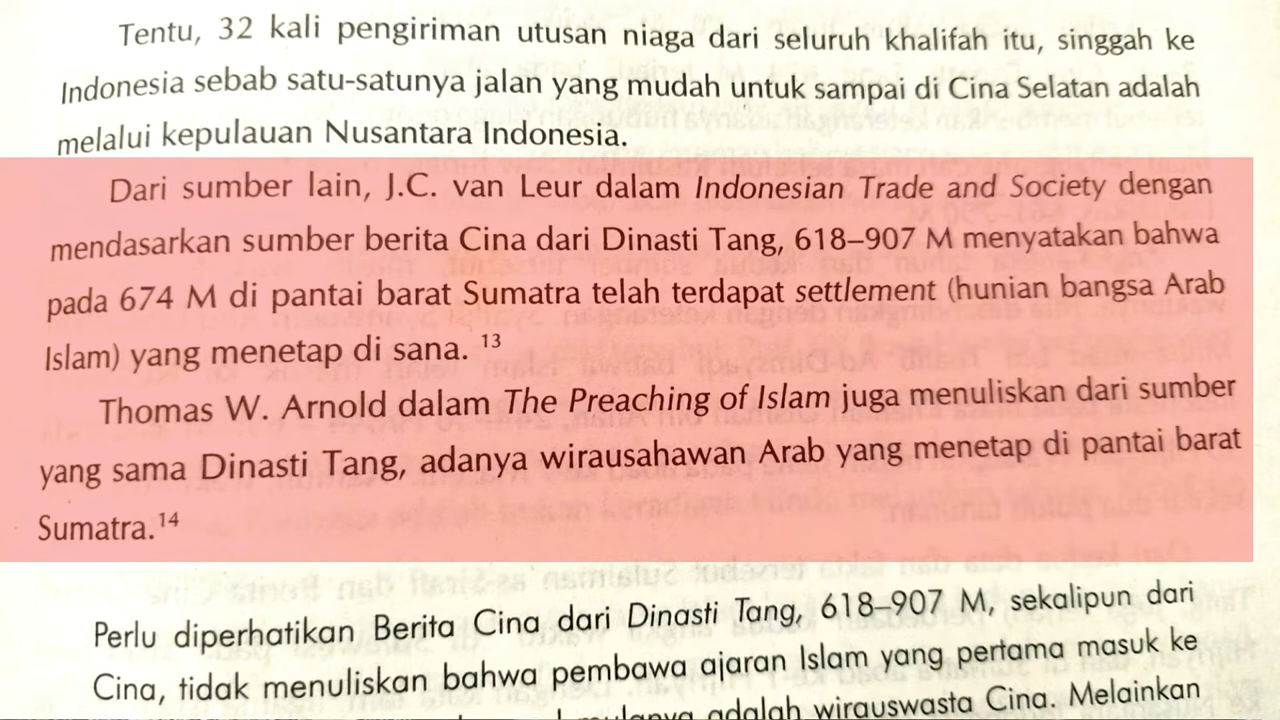 Tentu, 32 kali pengiriman utusan niaga dari seluruh khalifah itu, singgah ke
Indonesia sebab satu-satunya jalan yang mudah untuk sampai di Cina Selatan adalah
melalui kepulauan Nusantara Indonesia.
Dari sumber lain, J.C. van Leur dalam Indonesian Trade and Society dengan
mendasarkan sumber berita Cina dari Dinasti Tang, 618–907 M menyatakan bahwa
pada 674 M di pantai barat Sumatra telah terdapat settlement (hunian bangsa Arab
Islam) yang menetap di sana. 13
Thomas W. Arnold dalam The Preaching of Islam juga menuliskan dari sumber
yang sama Dinasti Tang, adanya wirausahawan Arab yang menetap di pantai barat
Sumatra.14
Perlu diperhatikan Berita Cina dari Dinasti Tang, 618–907 M, sekalipun dari
Cina, tidak menuliskan bahwa pembawa ajaran Islam yang pertama masuk ke
adalah wirauswasta Cina. Melainkan